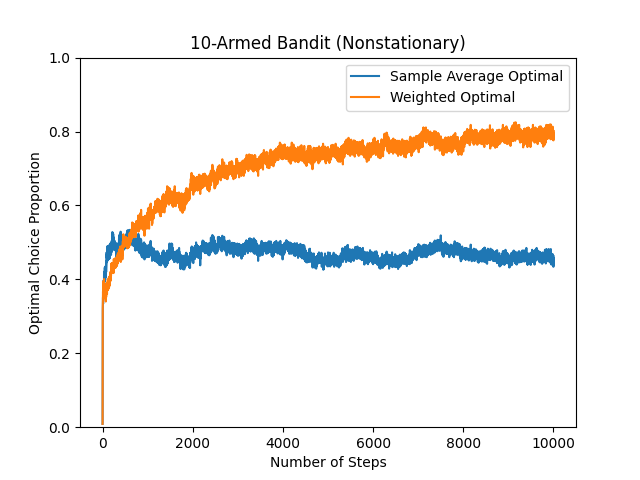 10-Armed Bandit (Nonstationary)
Sample Average Optimal
Weighted Optimal
Optimal Choice Proportion
1.0
0.8
0.6
0.4
0.2
0.0
0 2000 4000 6000 8000 10000
Number of Steps